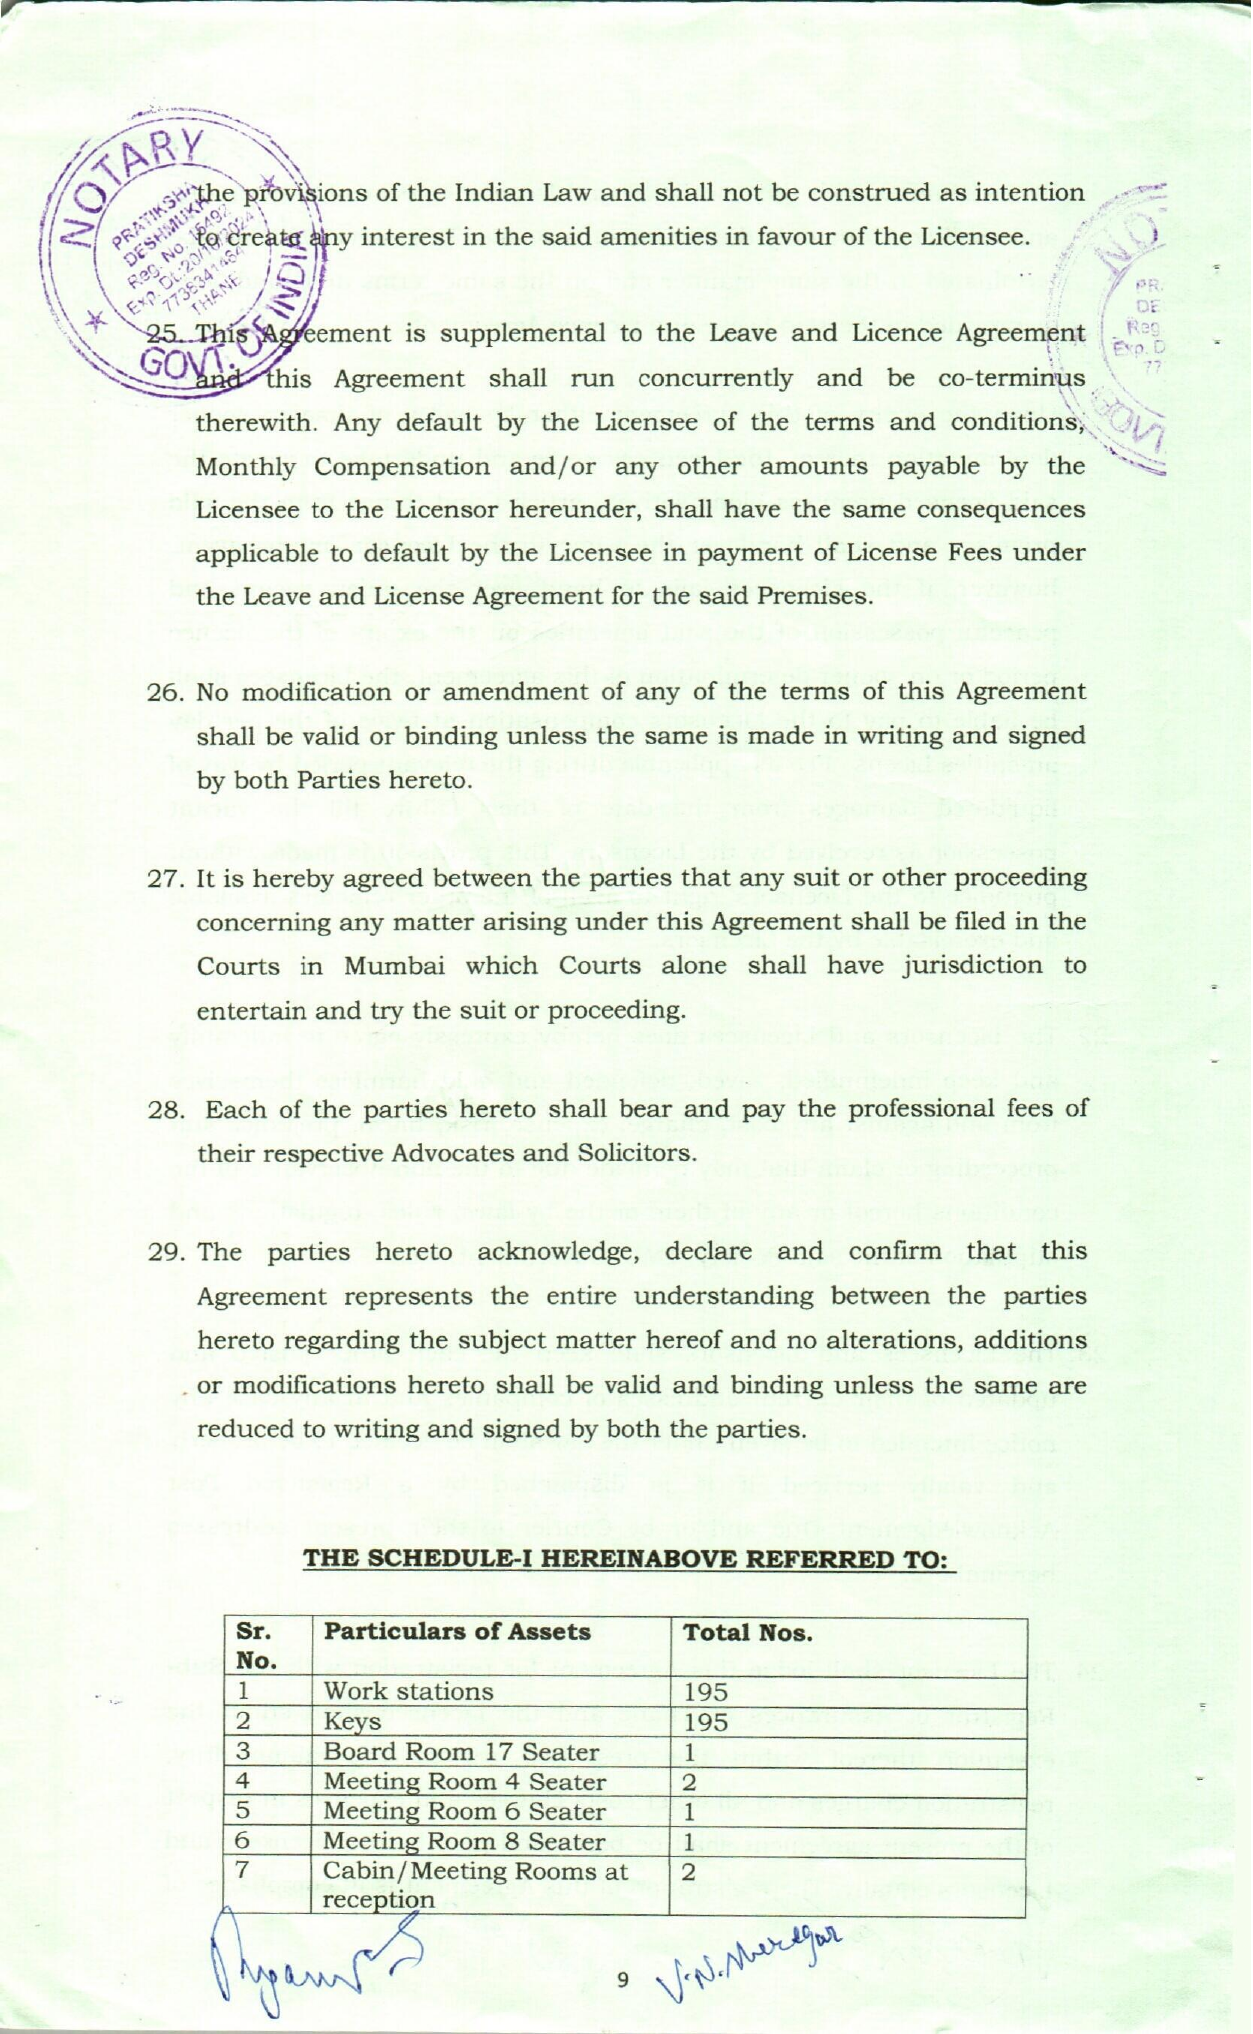 NOTARY
PRATIKSHA
DESHMUKH
Reg. No. 15492
Exp. Dt.:20/10/2024
7738341464
THANE
GOVT. OF INDIA
NO
PR
DE
Reg
Exp. D
77
GOV
the provisions of the Indian Law and shall not be construed as intention
to create any interest in the said amenities in favour of the Licensee.
25. This Agreement is supplemental to the Leave and Licence Agreement
and this Agreement shall run concurrently and be co-terminus
therewith. Any default by the Licensee of the terms and conditions,
Monthly Compensation and/or any other amounts payable by the
Licensee to the Licensor hereunder, shall have the same consequences
applicable to default by the Licensee in payment of License Fees under
the Leave and License Agreement for the said Premises.
26. No modification or amendment of any of the terms of this Agreement
shall be valid or binding unless the same is made in writing and signed
by both Parties hereto.
27. It is hereby agreed between the parties that any suit or other proceeding
concerning any matter arising under this Agreement shall be filed in the
Courts in Mumbai which Courts alone shall have jurisdiction to
entertain and try the suit or proceeding.
28. Each of the parties hereto shall bear and pay the professional fees of
their respective Advocates and Solicitors.
29. The parties hereto acknowledge, declare and confirm that this
Agreement represents the entire understanding between the parties
hereto regarding the subject matter hereof and no alterations, additions
or modifications hereto shall be valid and binding unless the same are
reduced to writing and signed by both the parties.
THE SCHEDULE-I HEREINABOVE REFERRED TO:
Sr. No. Particulars of Assets Total Nos.
1 Work stations 195
2 Keys 195
3 Board Room 17 Seater 1
4 Meeting Room 4 Seater 2
5 Meeting Room 6 Seater 1
6 Meeting Room 8 Seater 1
7 Cabin/Meeting Rooms at 2
reception
9